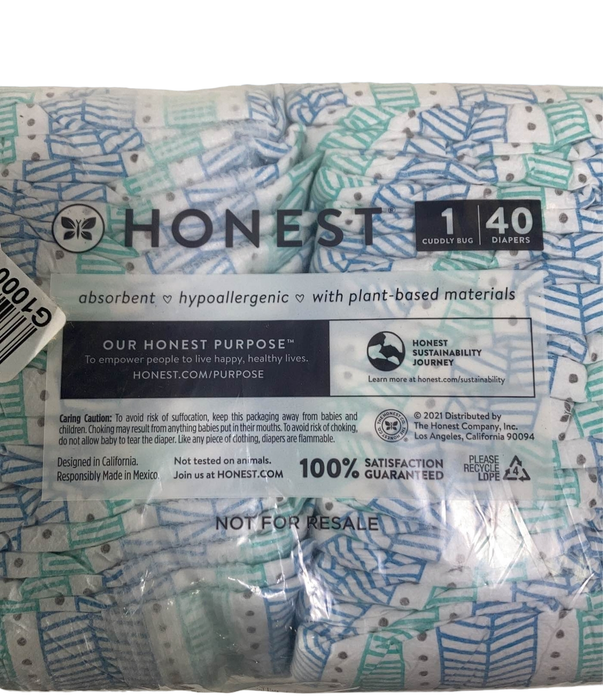 HONEST
1 40
CUDDLY BUG DIAPERS
G1000
absorbent ♡ hypoallergenic ♡ with plant-based materials
OUR HONEST PURPOSE™
To empower people to live happy, healthy lives.
HONEST.COM/PURPOSE
HONEST
SUSTAINABILITY
JOURNEY
Learn more at honest.com/sustainability
Caring Caution: To avoid risk of suffocation, keep this packaging away from babies and
children. Choking may result from anything babies put in their mouths. To avoid risk of choking,
do not allow baby to tear the diaper. Like any piece of clothing, diapers are flammable.
© 2021 Distributed by
The Honest Company, Inc.
Los Angeles, California 90094
Designed in California.
Responsibly Made in Mexico.
Not tested on animals.
Join us at HONEST.COM
100% SATISFACTION
GUARANTEED
PLEASE
RECYCLE
LDPE
4
NOT FOR RESALE